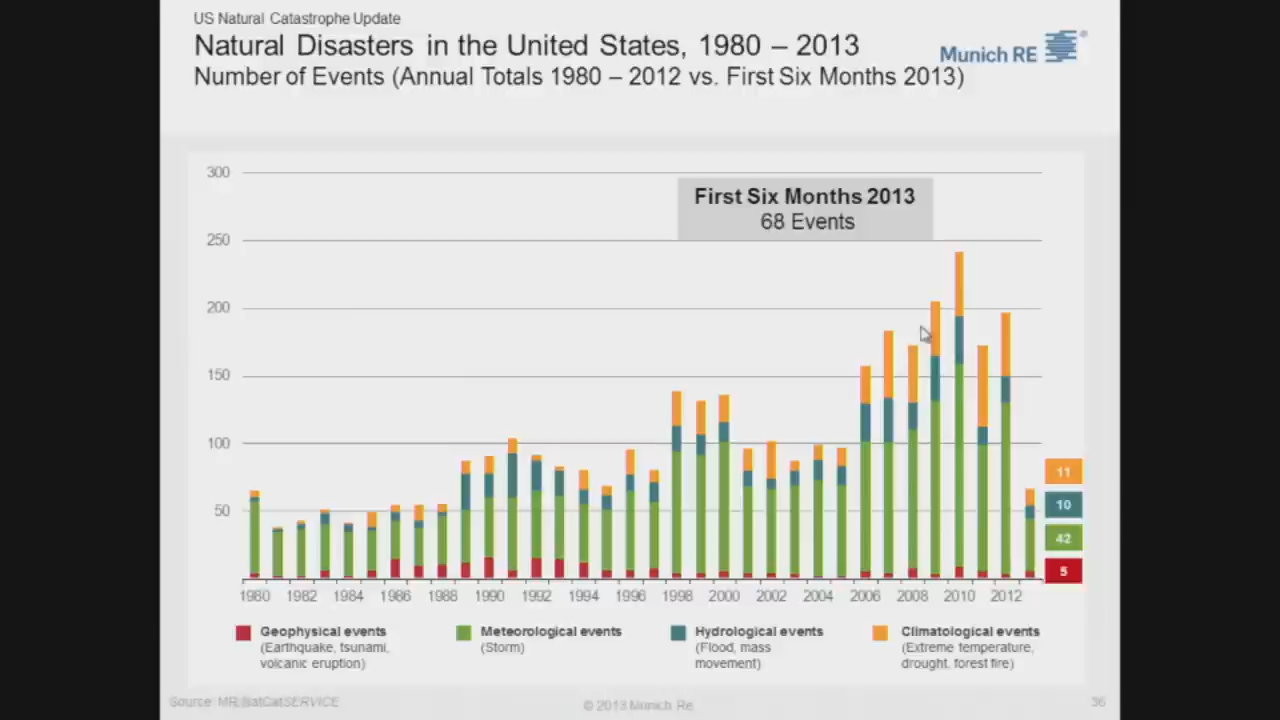 US Natural Catastrophe Update
Natural Disasters in the United States, 1980 – 2013
Number of Events (Annual Totals 1980 – 2012 vs. First Six Months 2013)
Munich RE
300
250
200
150
100
50
First Six Months 2013
68 Events
11
10
42
5
1980 1982 1984 1986 1988 1990 1992 1994 1996 1998 2000 2002 2004 2006 2008 2010 2012
Geophysical events
(Earthquake, tsunami,
volcanic eruption)
Meteorological events
(Storm)
Hydrological events
(Flood, mass
movement)
Climatological events
(Extreme temperature,
drought, forest fire)
Source: MR NatCatSERVICE
© 2013 Munich Re
36